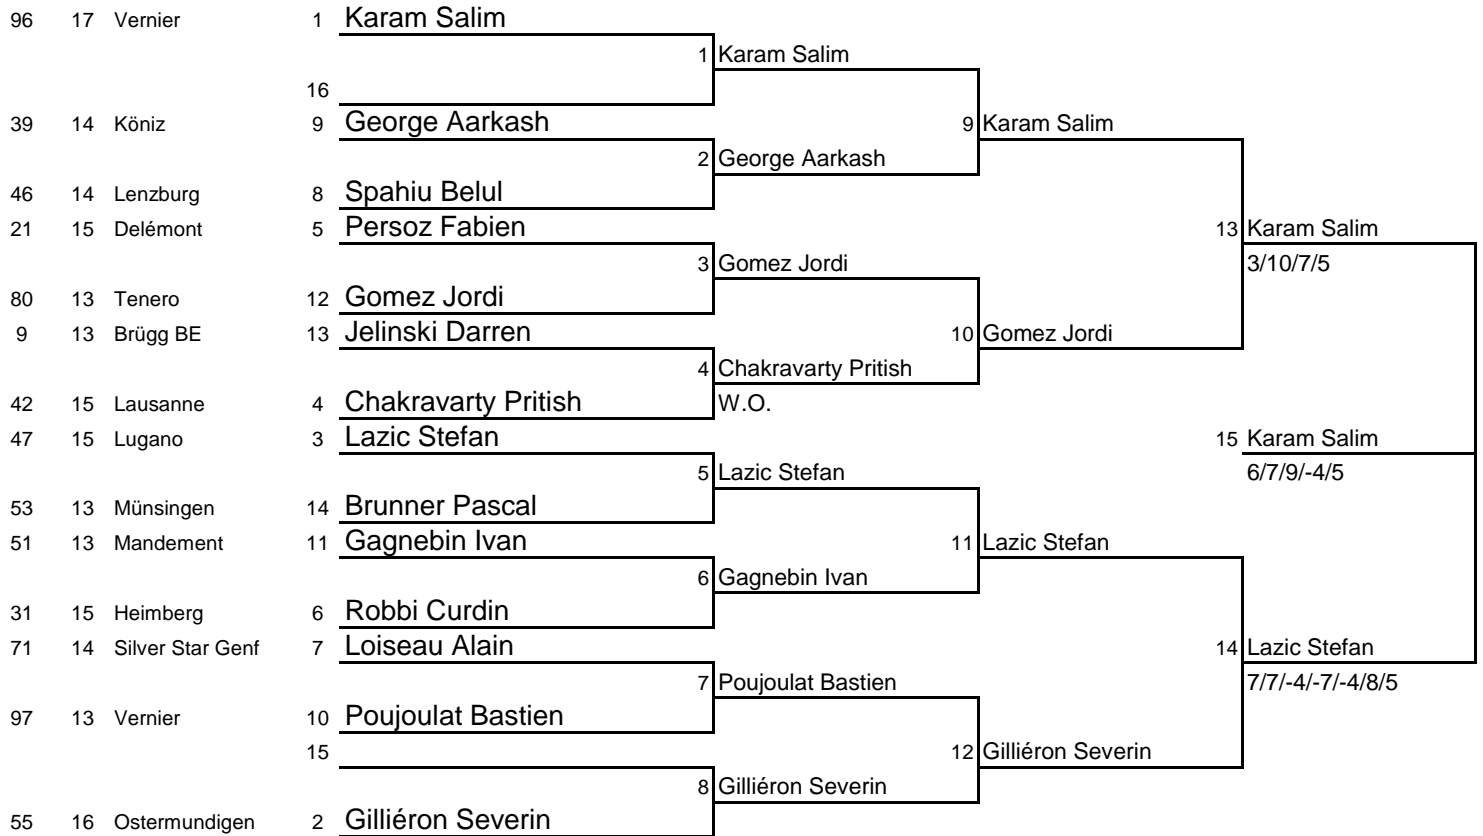 96 17 Vernier 1 Karam Salim
1 Karam Salim
16
39 14 Köniz 9 George Aarkash 9 Karam Salim
2 George Aarkash
46 14 Lenzburg 8 Spahiu Belul
21 15 Delémont 5 Persoz Fabien 13 Karam Salim
3 Gomez Jordi 3/10/7/5
80 13 Tenero 12 Gomez Jordi
9 13 Brügg BE 13 Jelinski Darren 10 Gomez Jordi
4 Chakravarty Pritish
42 15 Lausanne 4 Chakravarty Pritish W.O.
47 15 Lugano 3 Lazic Stefan 15 Karam Salim
5 Lazic Stefan 6/7/9/-4/5
53 13 Münsingen 14 Brunner Pascal
51 13 Mandement 11 Gagnebin Ivan 11 Lazic Stefan
6 Gagnebin Ivan
31 15 Heimberg 6 Robbi Curdin
71 14 Silver Star Genf 7 Loiseau Alain 14 Lazic Stefan
7 Poujoulat Bastien 7/7/-4/-7/-4/8/5
97 13 Vernier 10 Poujoulat Bastien
15 12 Gilliéron Severin
8 Gilliéron Severin
55 16 Ostermundigen 2 Gilliéron Severin